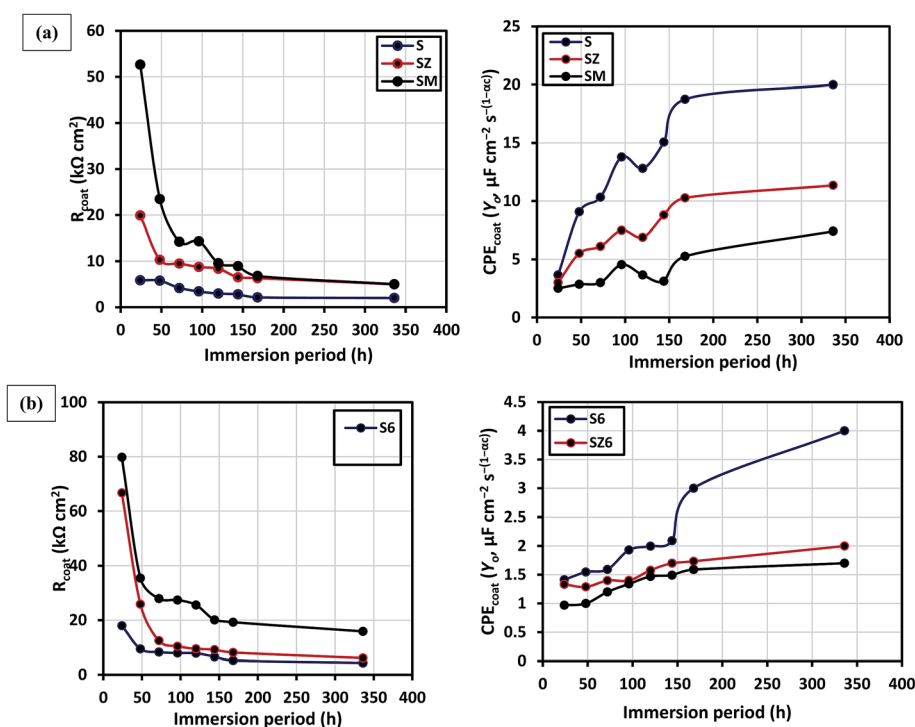 (a)
60
50
40
30
20
10
0
R_coat (kΩ cm²)
S
SZ
SM
0 50 100 150 200 250 300 350 400
Immersion period (h)
25
20
15
10
5
0
CPE_coat (Y_o, µF cm⁻² s⁻⁽¹⁻ᵅᶜ⁾)
S
SZ
SM
0 50 100 150 200 250 300 350 400
Immersion period (h)
(b)
100
80
60
40
20
0
R_coat (kΩ cm²)
S6
0 50 100 150 200 250 300 350 400
Immersion period (h)
4.5
4
3.5
3
2.5
2
1.5
1
0.5
0
CPE_coat (Y_o, µF cm⁻² s⁻⁽¹⁻ᵅᶜ⁾)
S6
SZ6
0 50 100 150 200 250 300 350 400
Immersion period (h)